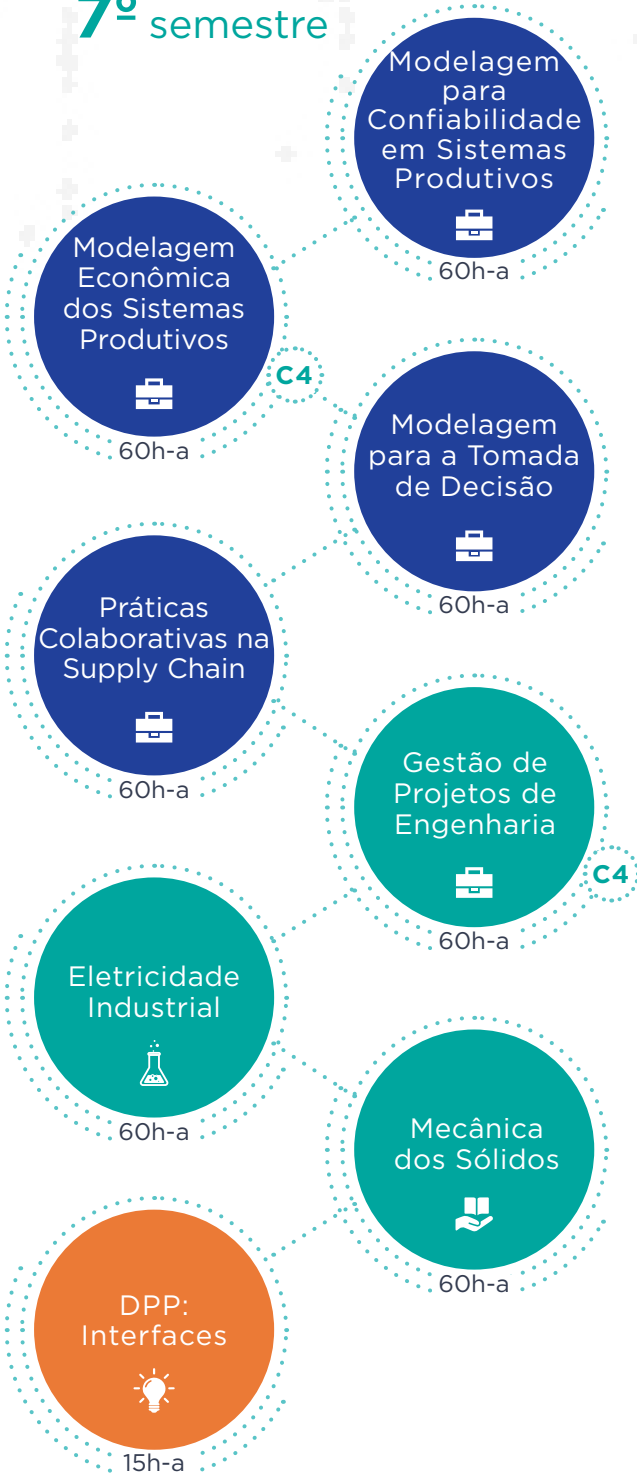 7º semestre
Modelagem
para
Confiabilidade
em Sistemas
Produtivos
60h-a
Modelagem
Econômica
dos Sistemas
Produtivos
C4
60h-a
Modelagem
para a Tomada
de Decisão
60h-a
Práticas
Colaborativas na
Supply Chain
60h-a
Gestão de
Projetos de
Engenharia
C4
60h-a
Eletricidade
Industrial
60h-a
Mecânica
dos Sólidos
60h-a
DPP:
Interfaces
15h-a